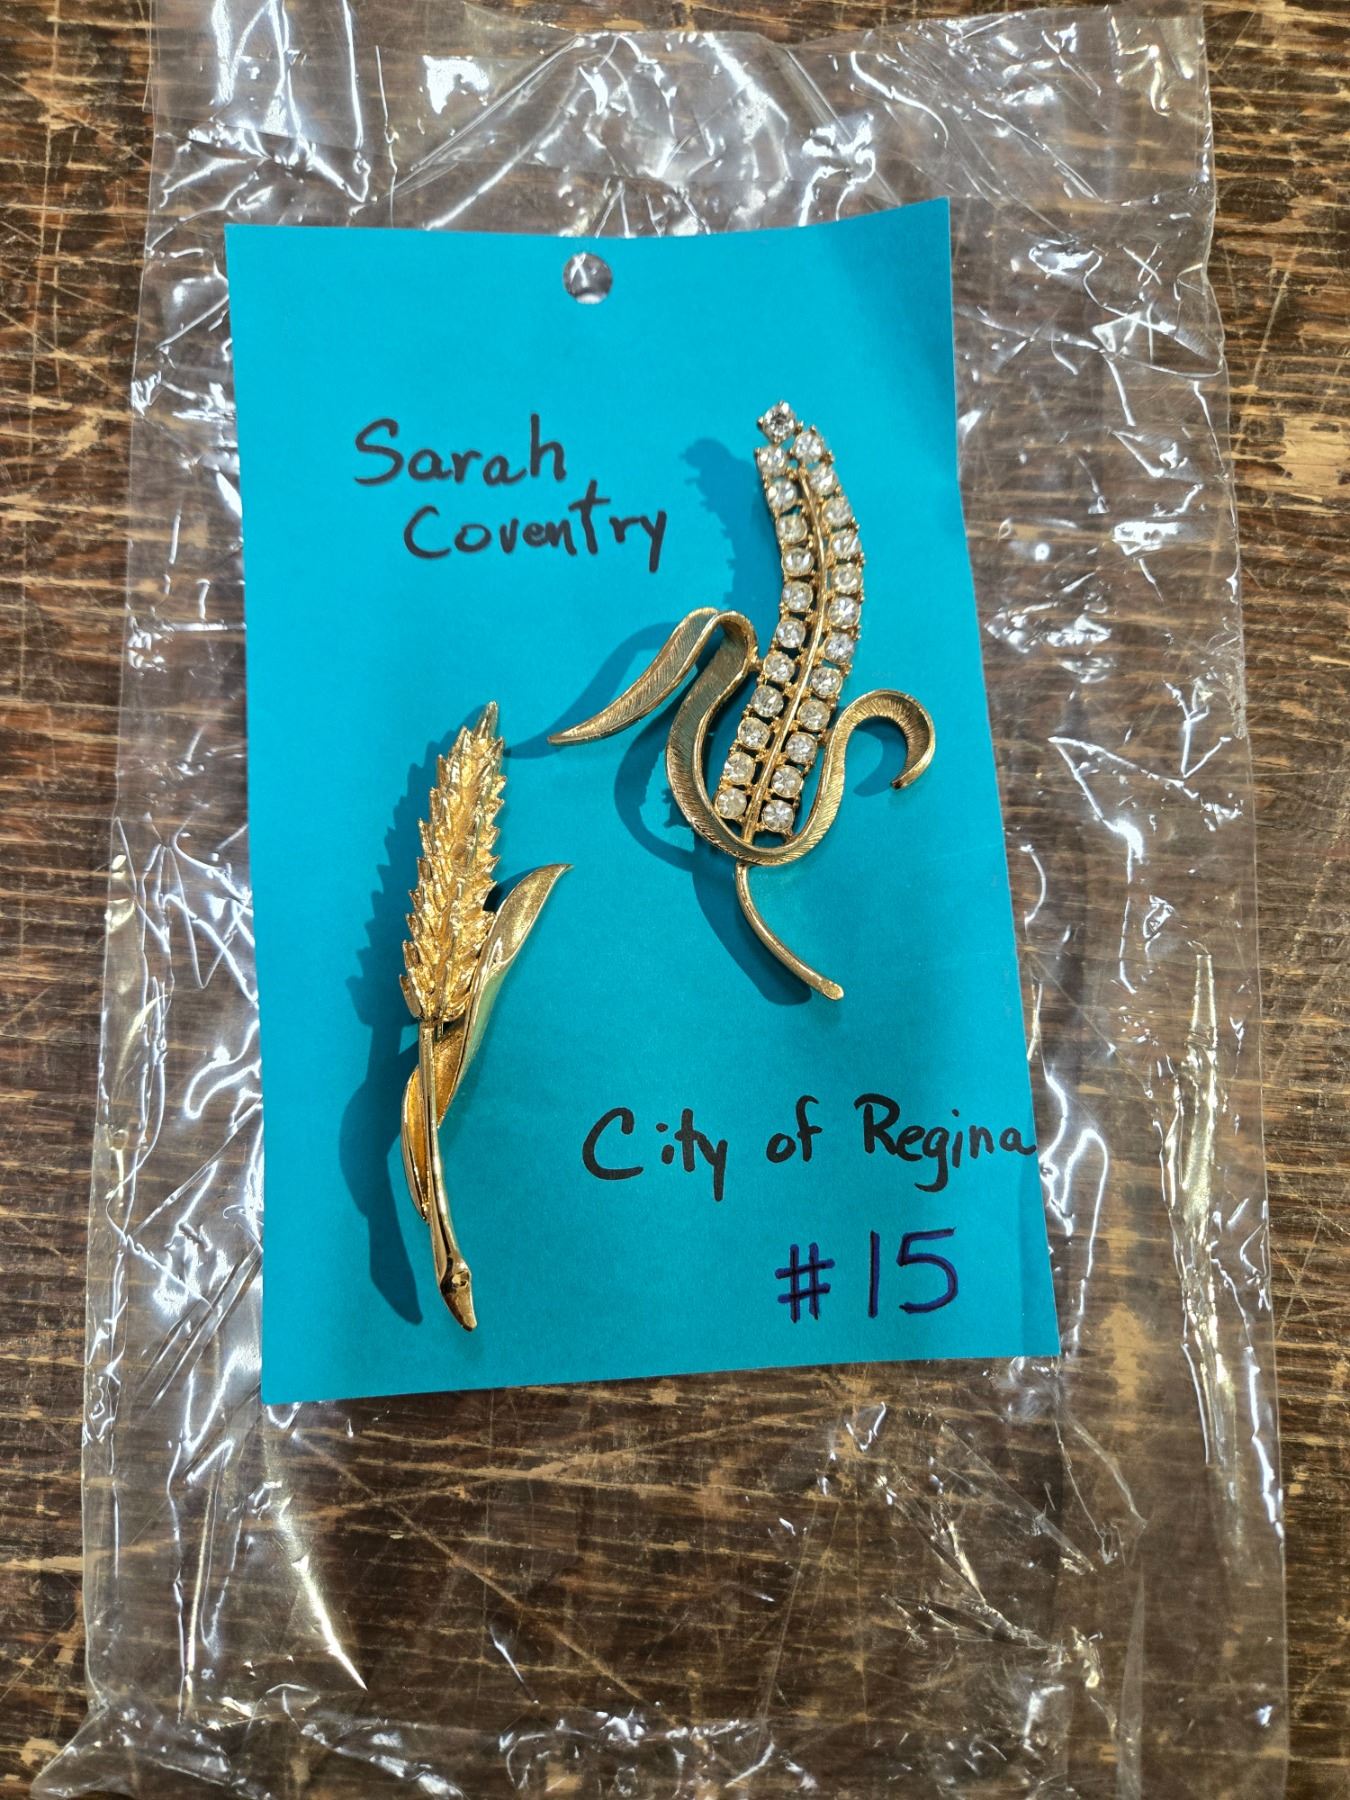 Sarah
Coventry
City of Regina
#15